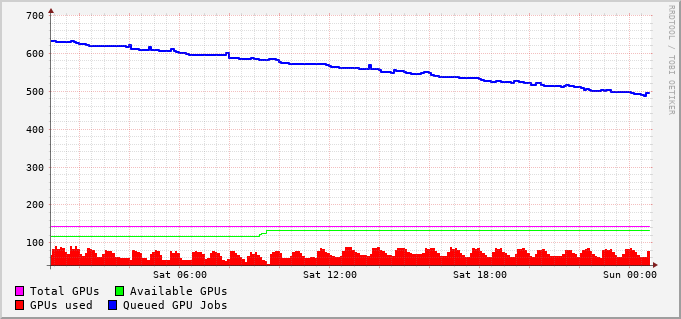 700
600
500
400
300
200
100
Sat 06:00 Sat 12:00 Sat 18:00 Sun 00:00
Total GPUs Available GPUs
GPUs used Queued GPU Jobs
RRDTOOL / TOBI OETIKER